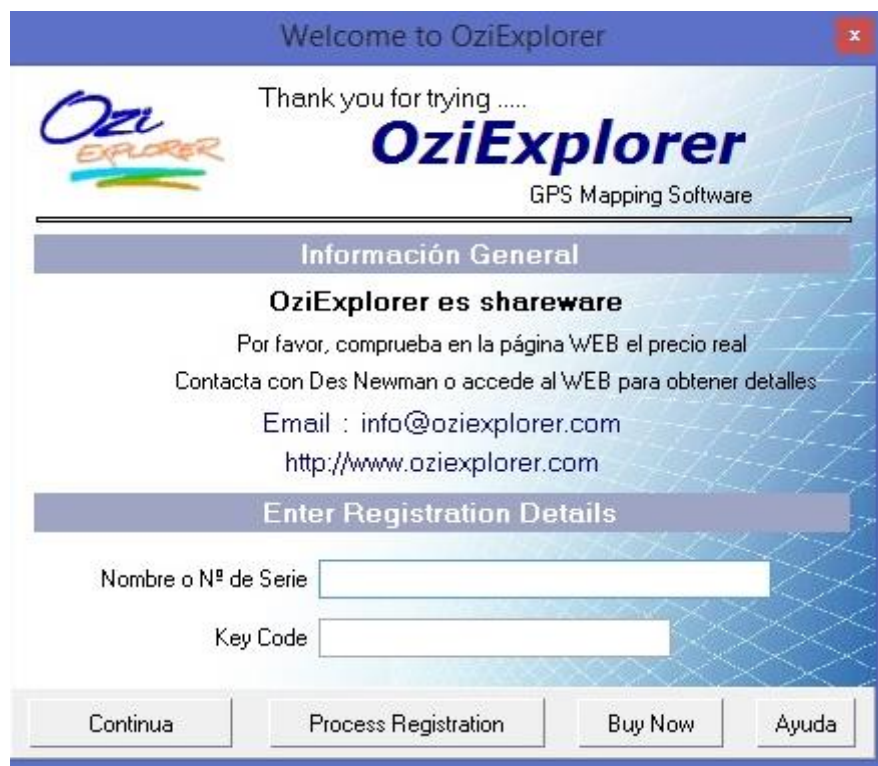 Welcome to OziExplorer
x
Ozi
EXPLORER
Thank you for trying .....
OziExplorer
GPS Mapping Software
Información General
OziExplorer es shareware
Por favor, comprueba en la página WEB el precio real
Contacta con Des Newman o accede al WEB para obtener detalles
Email : info@oziexplorer.com
http://www.oziexplorer.com
Enter Registration Details
Nombre o Nº de Serie
Key Code
Continua Process Registration Buy Now Ayuda